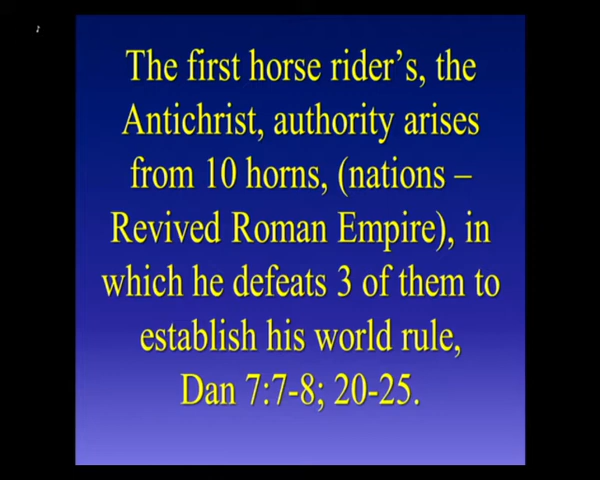 The first horse rider's, the
Antichrist, authority arises
from 10 horns, (nations –
Revived Roman Empire), in
which he defeats 3 of them to
establish his world rule,
Dan 7:7-8; 20-25.